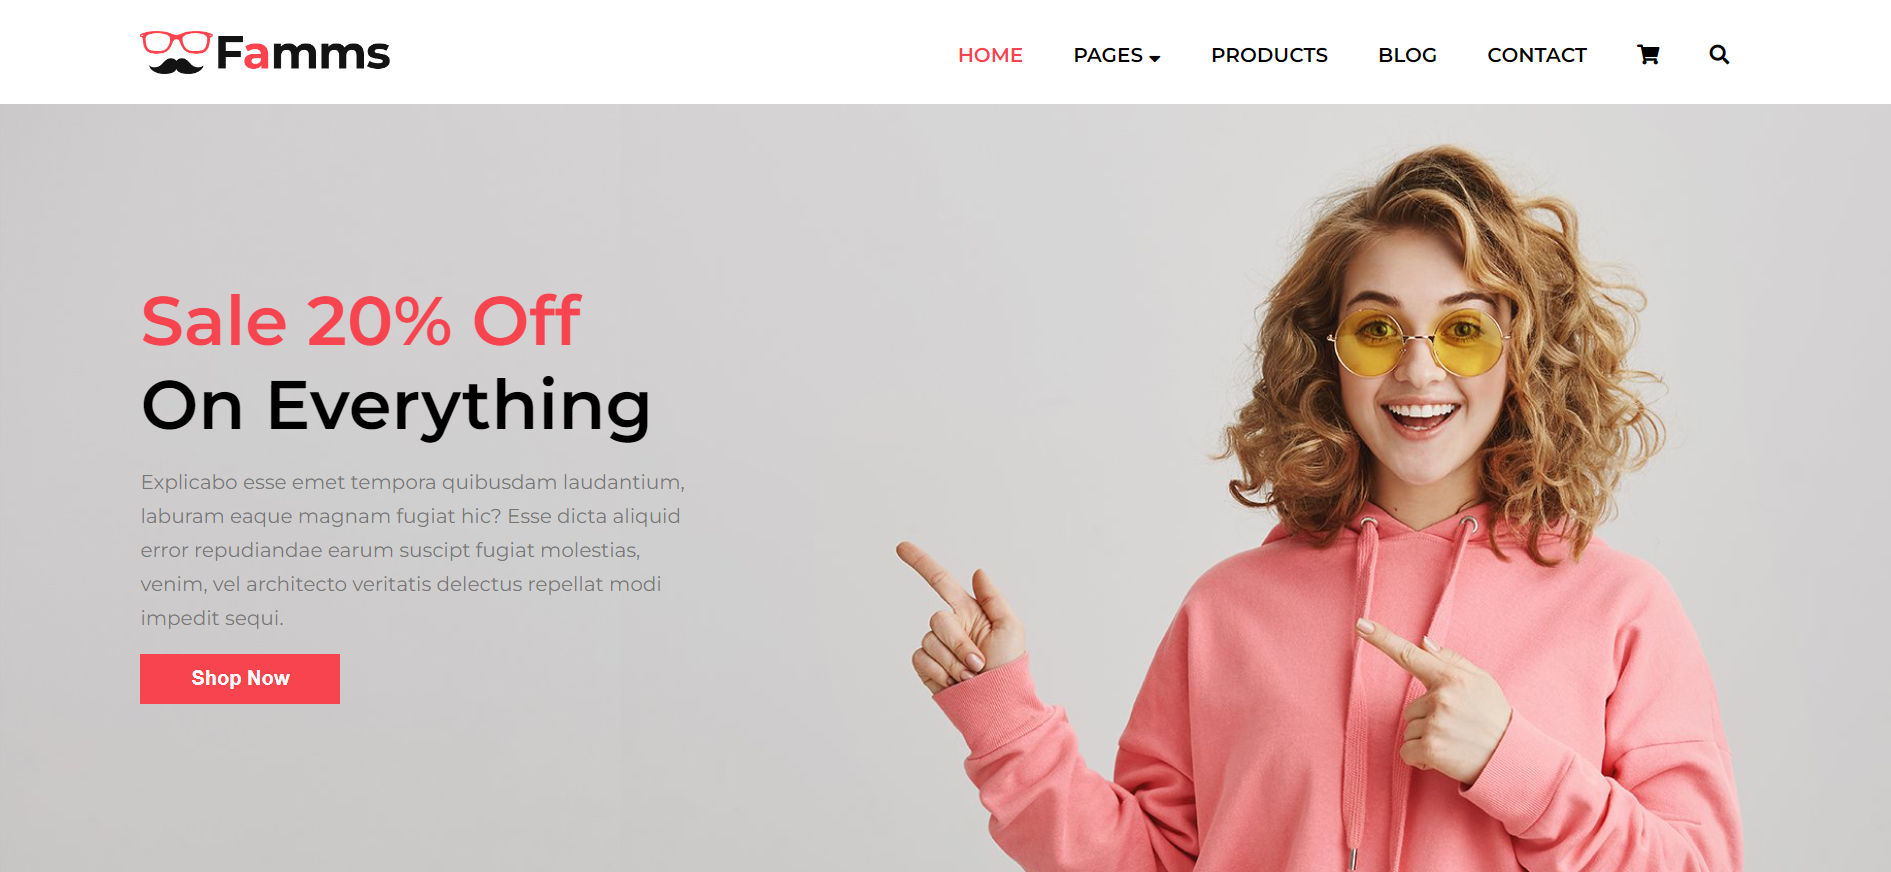 Famms
HOME PAGES PRODUCTS BLOG CONTACT
Sale 20% Off
On Everything
Explicabo esse emet tempora quibusdam laudantium,
laburam eaque magnam fugiat hic? Esse dicta aliquid
error repudiandae earum suscipt fugiat molestias,
venim, vel architecto veritatis delectus repellat modi
impedit sequi.
Shop Now